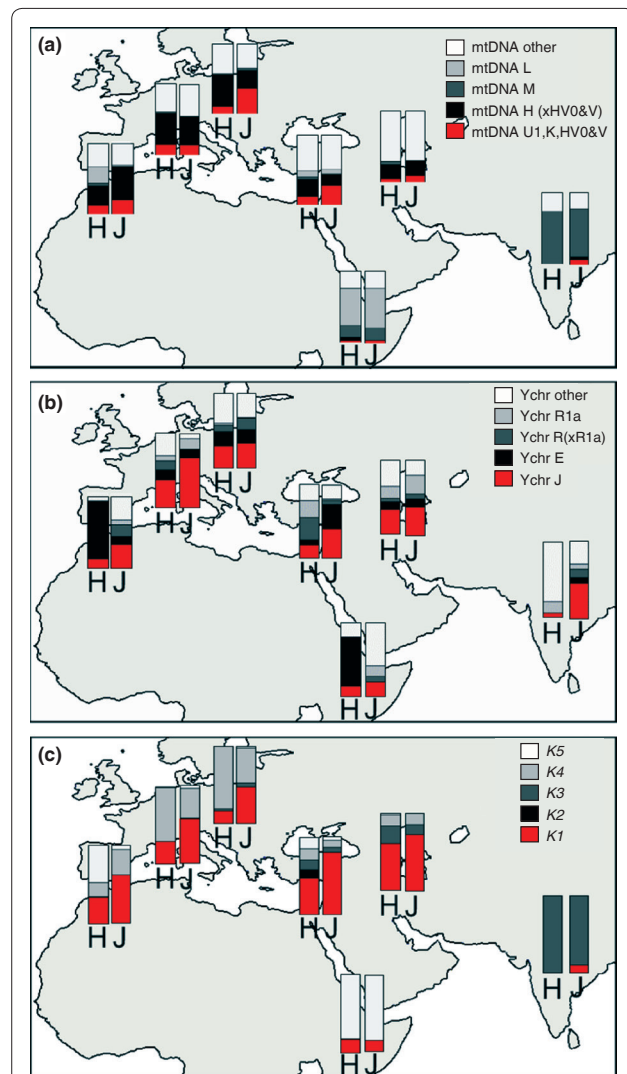 (a)
mtDNA other
mtDNA L
mtDNA M
mtDNA H (xHV0&V)
mtDNA U1,K,HV0&V
H J
H J
H J
H J
H J
H J
H J
(b)
Ychr other
Ychr R1a
Ychr R(xR1a)
Ychr E
Ychr J
H J
H J
H J
H J
H J
H J
H J
(c)
K5
K4
K3
K2
K1
H J
H J
H J
H J
H J
H J
H J